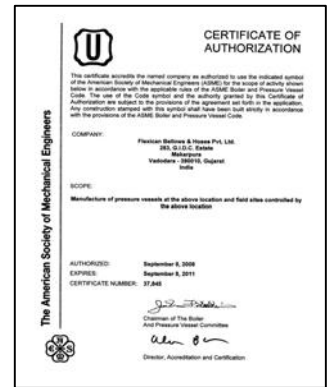 CERTIFICATE OF
AUTHORIZATION
U
This certificate accredits the named company as authorized to use the indicated symbol
of the American Society of Mechanical Engineers (ASME) for the scope of activity shown
below in accordance with the applicable rules of the ASME Boiler and Pressure Vessel
Code. The use of the Code symbol and the authority granted by this Certificate of
Authorization are subject to the provisions of the agreement set forth in the application.
Any construction stamped with this symbol shall have been built strictly in accordance
with the provisions of the ASME Boiler and Pressure Vessel Code.
COMPANY:
Flexican Bellows & Hoses Pvt. Ltd.
283, G.I.D.C. Estate
Makarpura
Vadodara - 390010, Gujarat
India
SCOPE:
Manufacture of pressure vessels at the above location and field sites controlled by
the above location
AUTHORIZED: September 8, 2008
EXPIRES: September 8, 2011
CERTIFICATE NUMBER: 37,845
Chairman of The Boiler
And Pressure Vessel Committee
Director, Accreditation and Certification
The American Society of Mechanical Engineers